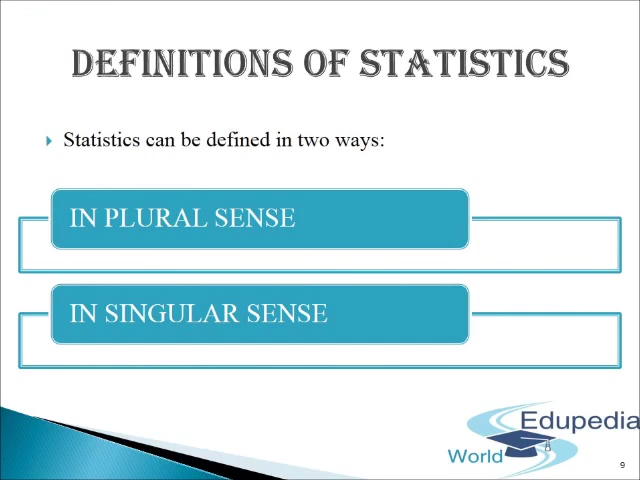 DEFINITIONS OF STATISTICS
Statistics can be defined in two ways:
IN PLURAL SENSE
IN SINGULAR SENSE
Edupedia
World
9